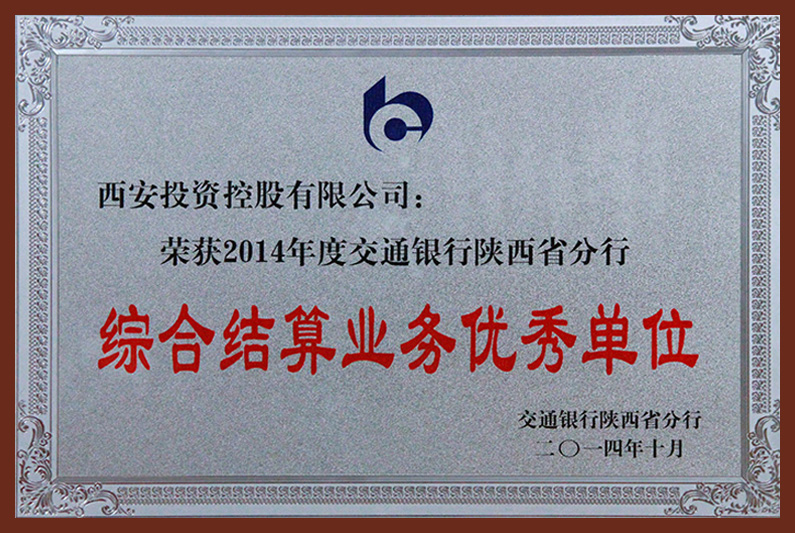 西安投资控股有限公司：
荣获2014年度交通银行陕西省分行
综合结算业务优秀单位
交通银行陕西省分行
二〇一四年十月